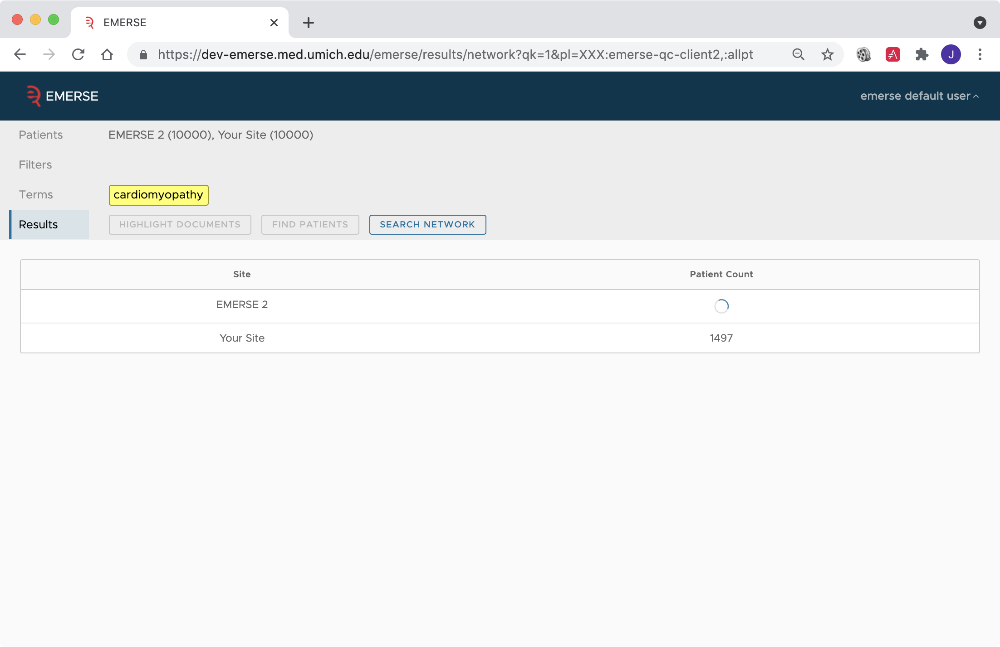 EMERSE
https://dev-emerse.med.umich.edu/emerse/results/network?qk=1&pl=XXX:emerse-qc-client2,:allpt
J
EMERSE
emerse default user
Patients EMERSE 2 (10000), Your Site (10000)
Filters
Terms cardiomyopathy
Results HIGHLIGHT DOCUMENTS FIND PATIENTS SEARCH NETWORK
Site Patient Count
EMERSE 2
Your Site 1497